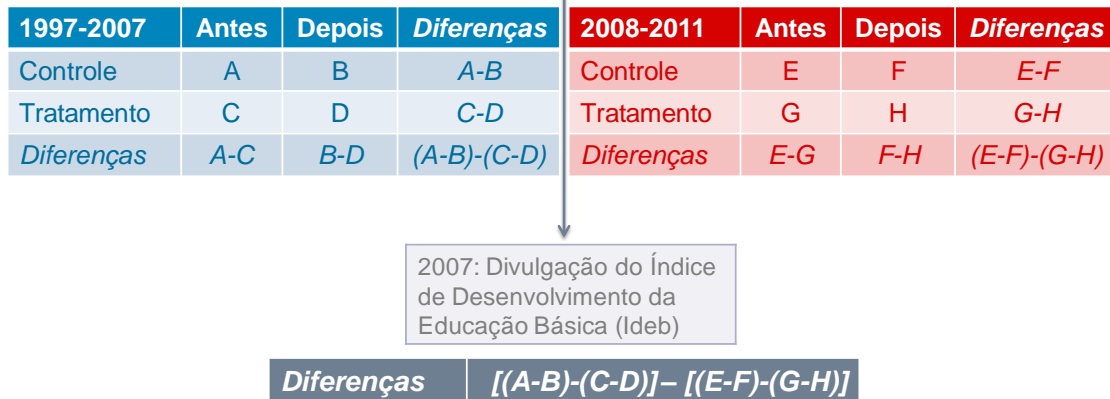 1997-2007 Antes Depois Diferenças
Controle A B A-B
Tratamento C D C-D
Diferenças A-C B-D (A-B)-(C-D)
2008-2011 Antes Depois Diferenças
Controle E F E-F
Tratamento G H G-H
Diferenças E-G F-H (E-F)-(G-H)
2007: Divulgação do Índice
de Desenvolvimento da
Educação Básica (Ideb)
Diferenças [(A-B)-(C-D)]– [(E-F)-(G-H)]